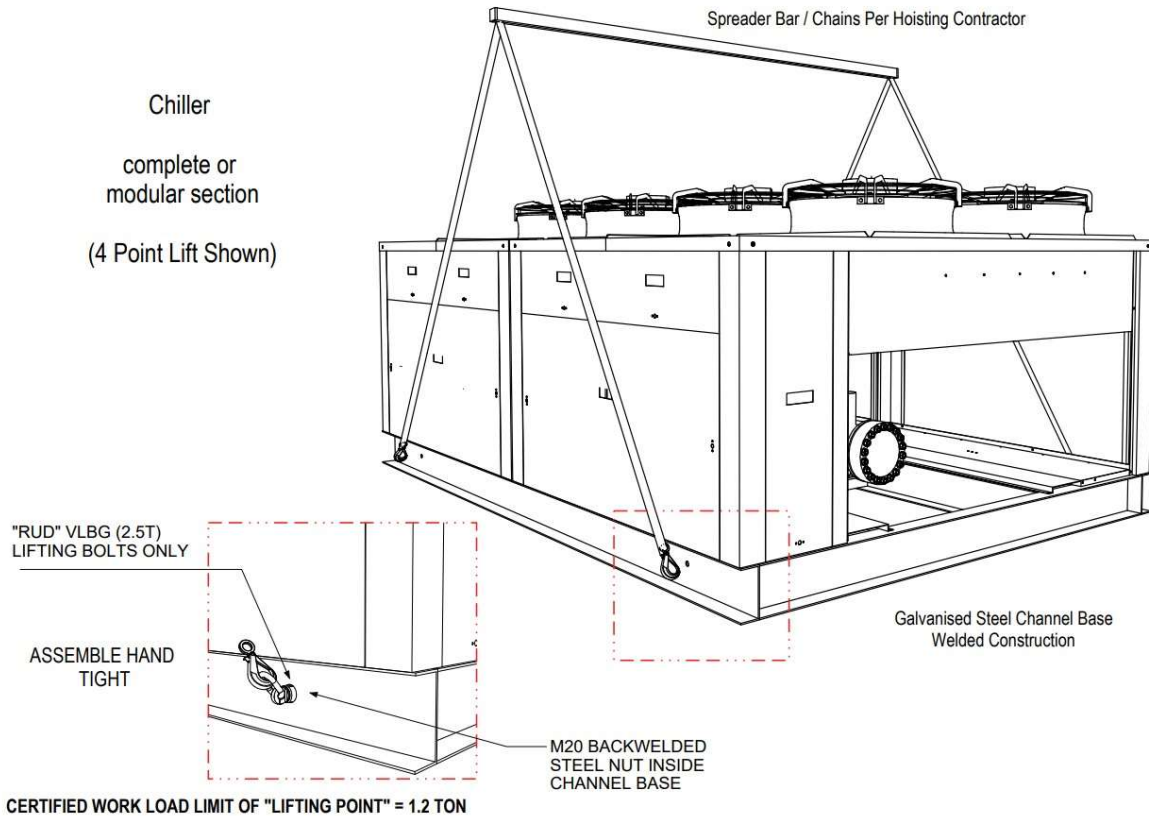 Spreader Bar / Chains Per Hoisting Contractor
Chiller
complete or
modular section
(4 Point Lift Shown)
"RUD" VLBG (2.5T)
LIFTING BOLTS ONLY
ASSEMBLE HAND
TIGHT
Galvanised Steel Channel Base
Welded Construction
M20 BACKWELDED
STEEL NUT INSIDE
CHANNEL BASE
CERTIFIED WORK LOAD LIMIT OF "LIFTING POINT" = 1.2 TON